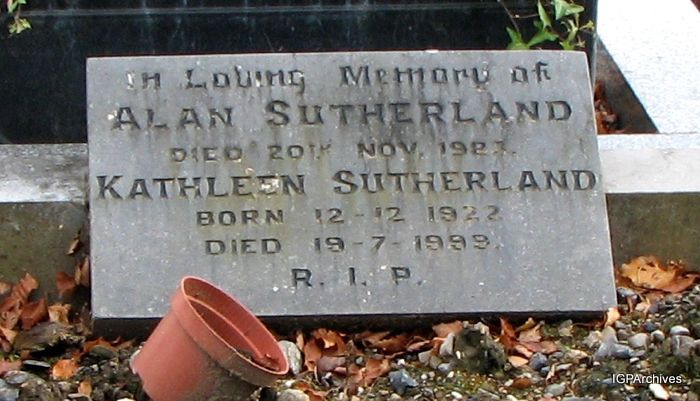 In Loving Memory of
ALAN SUTHERLAND
DIED 20TH NOV.
KATHLEEN SUTHERLAND
BORN 12-12 1922
DIED 19-7-1999.
R. I. P.
IGPArchives